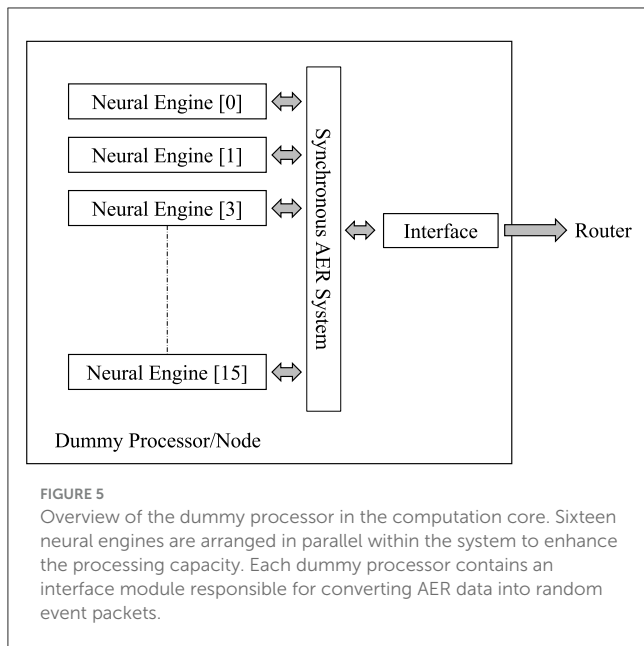 Neural Engine [0]
Neural Engine [1]
Neural Engine [3]
Neural Engine [15]
Synchronous AER System
Interface
Router
Dummy Processor/Node
FIGURE 5
Overview of the dummy processor in the computation core. Sixteen
neural engines are arranged in parallel within the system to enhance
the processing capacity. Each dummy processor contains an
interface module responsible for converting AER data into random
event packets.